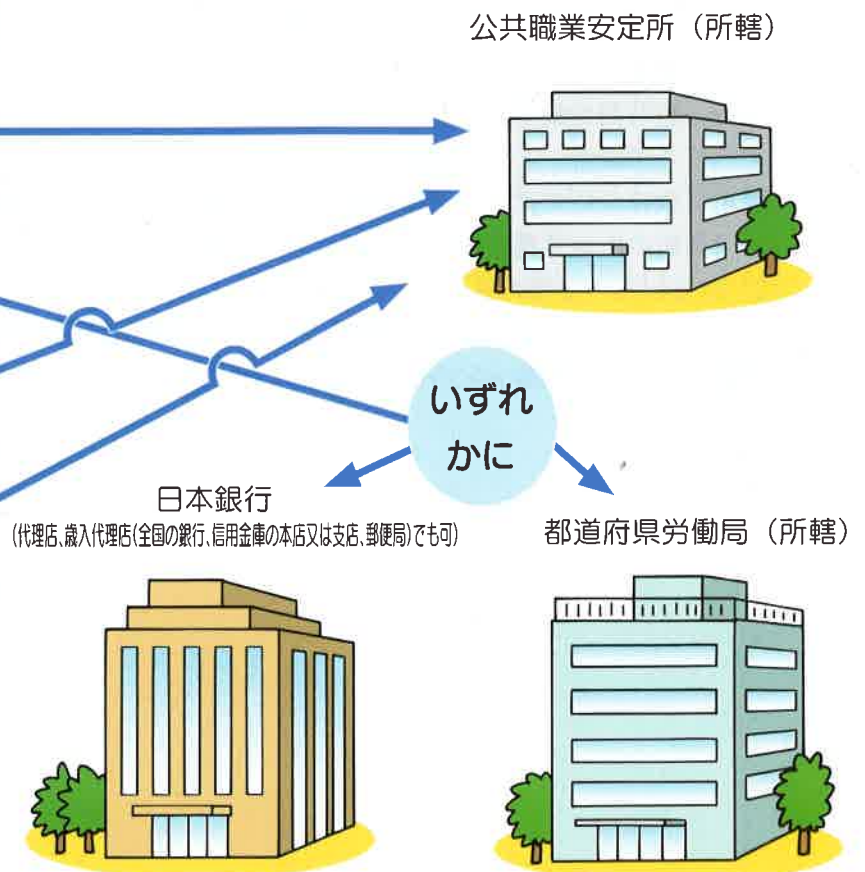 公共職業安定所（所轄）
いずれ
かに
日本銀行
(代理店､歳入代理店(全国の銀行､信用金庫の本店又は支店､郵便局)でも可)
都道府県労働局（所轄）